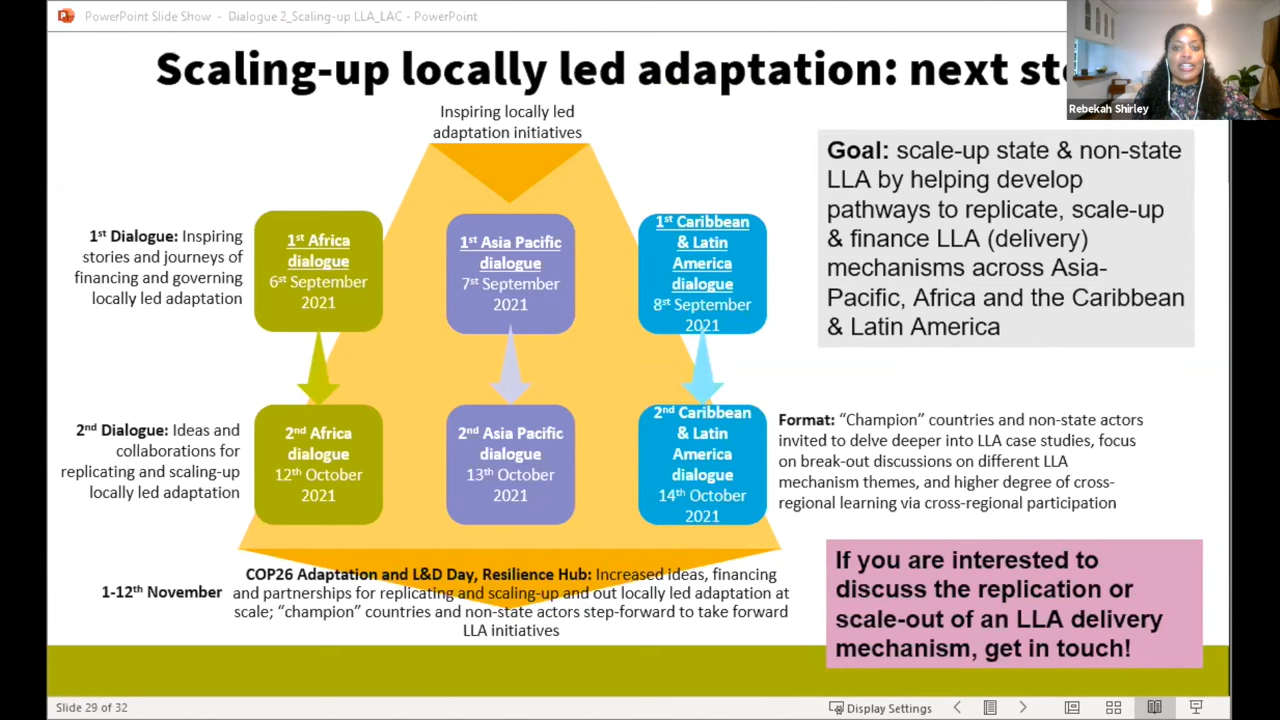 PowerPoint Slide Show - Dialogue 2_Scaling-up LLA_LAC - PowerPoint
Scaling-up locally led adaptation: next st
Rebekah Shirley
Inspiring locally led
adaptation initiatives
Goal: scale-up state & non-state
LLA by helping develop
pathways to replicate, scale-up
& finance LLA (delivery)
mechanisms across Asia-
Pacific, Africa and the Caribbean
& Latin America
1st Dialogue: Inspiring
stories and journeys of
financing and governing
locally led adaptation
1st Africa
dialogue
6st September
2021
1st Asia Pacific
dialogue
7st September
2021
1st Caribbean
& Latin
America
dialogue
8st September
2021
2nd Dialogue: Ideas and
collaborations for
replicating and scaling-up
locally led adaptation
2nd Africa
dialogue
12th October
2021
2nd Asia Pacific
dialogue
13th October
2021
2nd Caribbean
& Latin
America
dialogue
14th October
2021
Format: “Champion” countries and non-state actors
invited to delve deeper into LLA case studies, focus
on break-out discussions on different LLA
mechanism themes, and higher degree of cross-
regional learning via cross-regional participation
1-12th November
COP26 Adaptation and L&D Day, Resilience Hub: Increased ideas, financing
and partnerships for replicating and scaling-up and out locally led adaptation at
scale; “champion” countries and non-state actors step-forward to take forward
LLA initiatives
If you are interested to
discuss the replication or
scale-out of an LLA delivery
mechanism, get in touch!
Slide 29 of 32
Display Settings